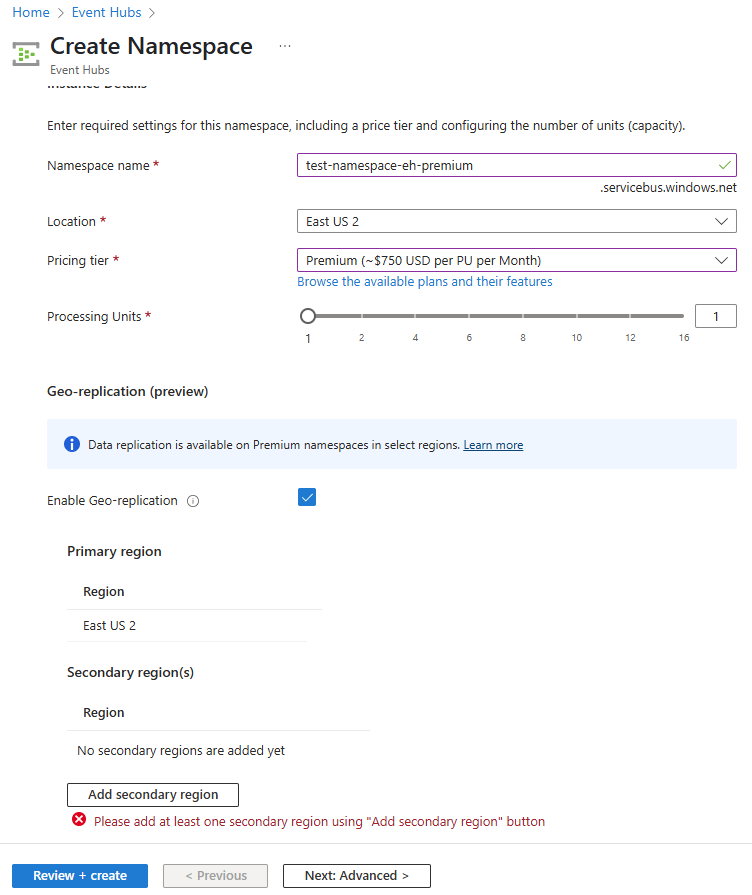 Home > Event Hubs >
Create Namespace ...
Event Hubs
Instance Details
Enter required settings for this namespace, including a price tier and configuring the number of units (capacity).
Namespace name *
test-namespace-eh-premium
.servicebus.windows.net
Location *
East US 2
Pricing tier *
Premium (~$750 USD per PU per Month)
Browse the available plans and their features
Processing Units *
1
1 2 4 6 8 10 12 16
Geo-replication (preview)
Data replication is available on Premium namespaces in select regions. Learn more
Enable Geo-replication
Primary region
Region
East US 2
Secondary region(s)
Region
No secondary regions are added yet
Add secondary region
Please add at least one secondary region using "Add secondary region" button
Review + create
< Previous
Next: Advanced >